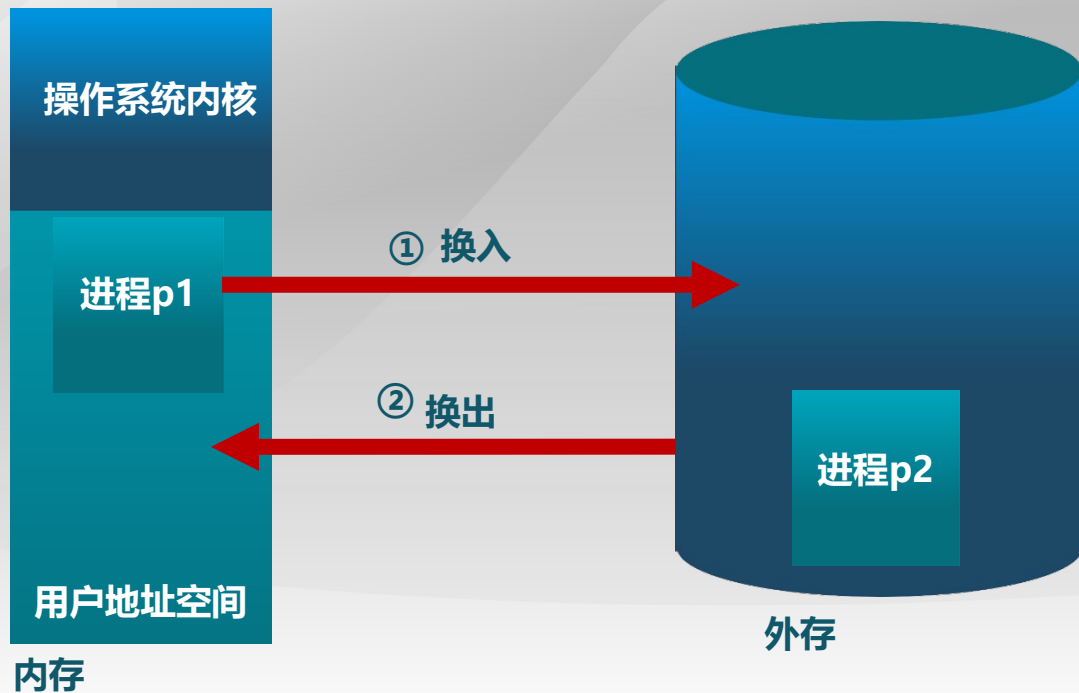 操作系统内核
进程p1
① 换入
② 换出
进程p2
用户地址空间
外存
内存